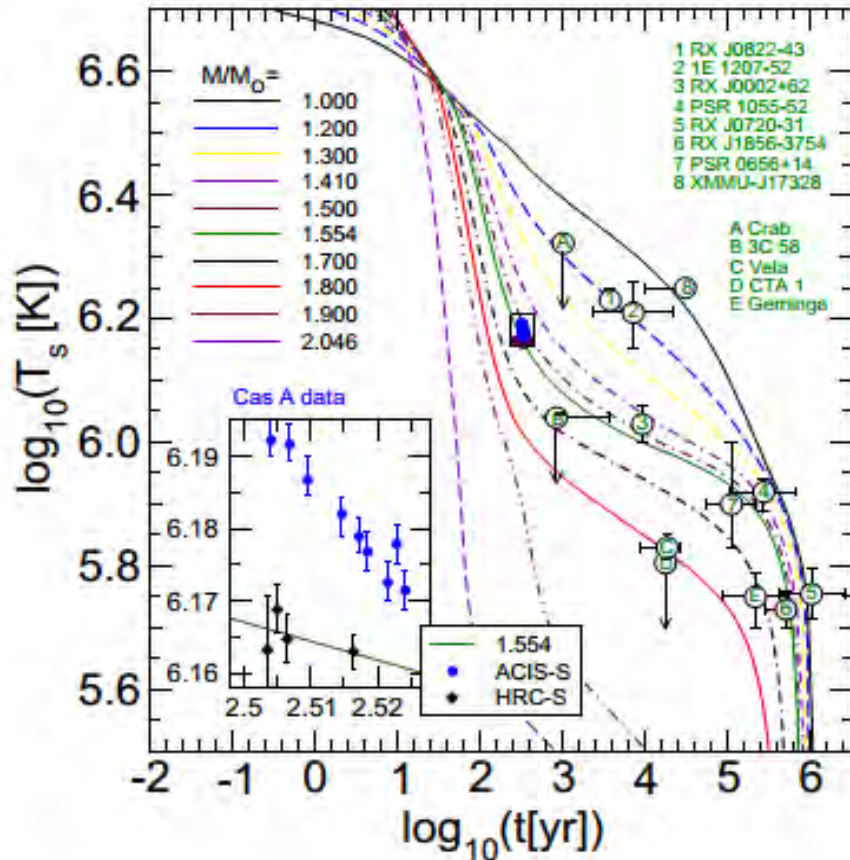 log10(Ts [K])
6.6
6.4
6.2
6.0
5.8
5.6
M/M⊙=
1.000
1.200
1.300
1.410
1.500
1.554
1.700
1.800
1.900
2.046
1 RX J0822-43
2 1E 1207-52
3 RX J0002+62
4 PSR 1055-52
5 RX J0720-31
6 RX J1856-3754
7 PSR 0656+14
8 XMMU-J17328
A Crab
B 3C 58
C Vela
D CTA 1
E Geminga
A
1
2
8
B
3
4
7
C
D
E
6
5
Cas A data
6.19
6.18
6.17
6.16
2.5 2.51 2.52
1.554
ACIS-S
HRC-S
-2 -1 0 1 2 3 4 5 6
log10(t[yr])